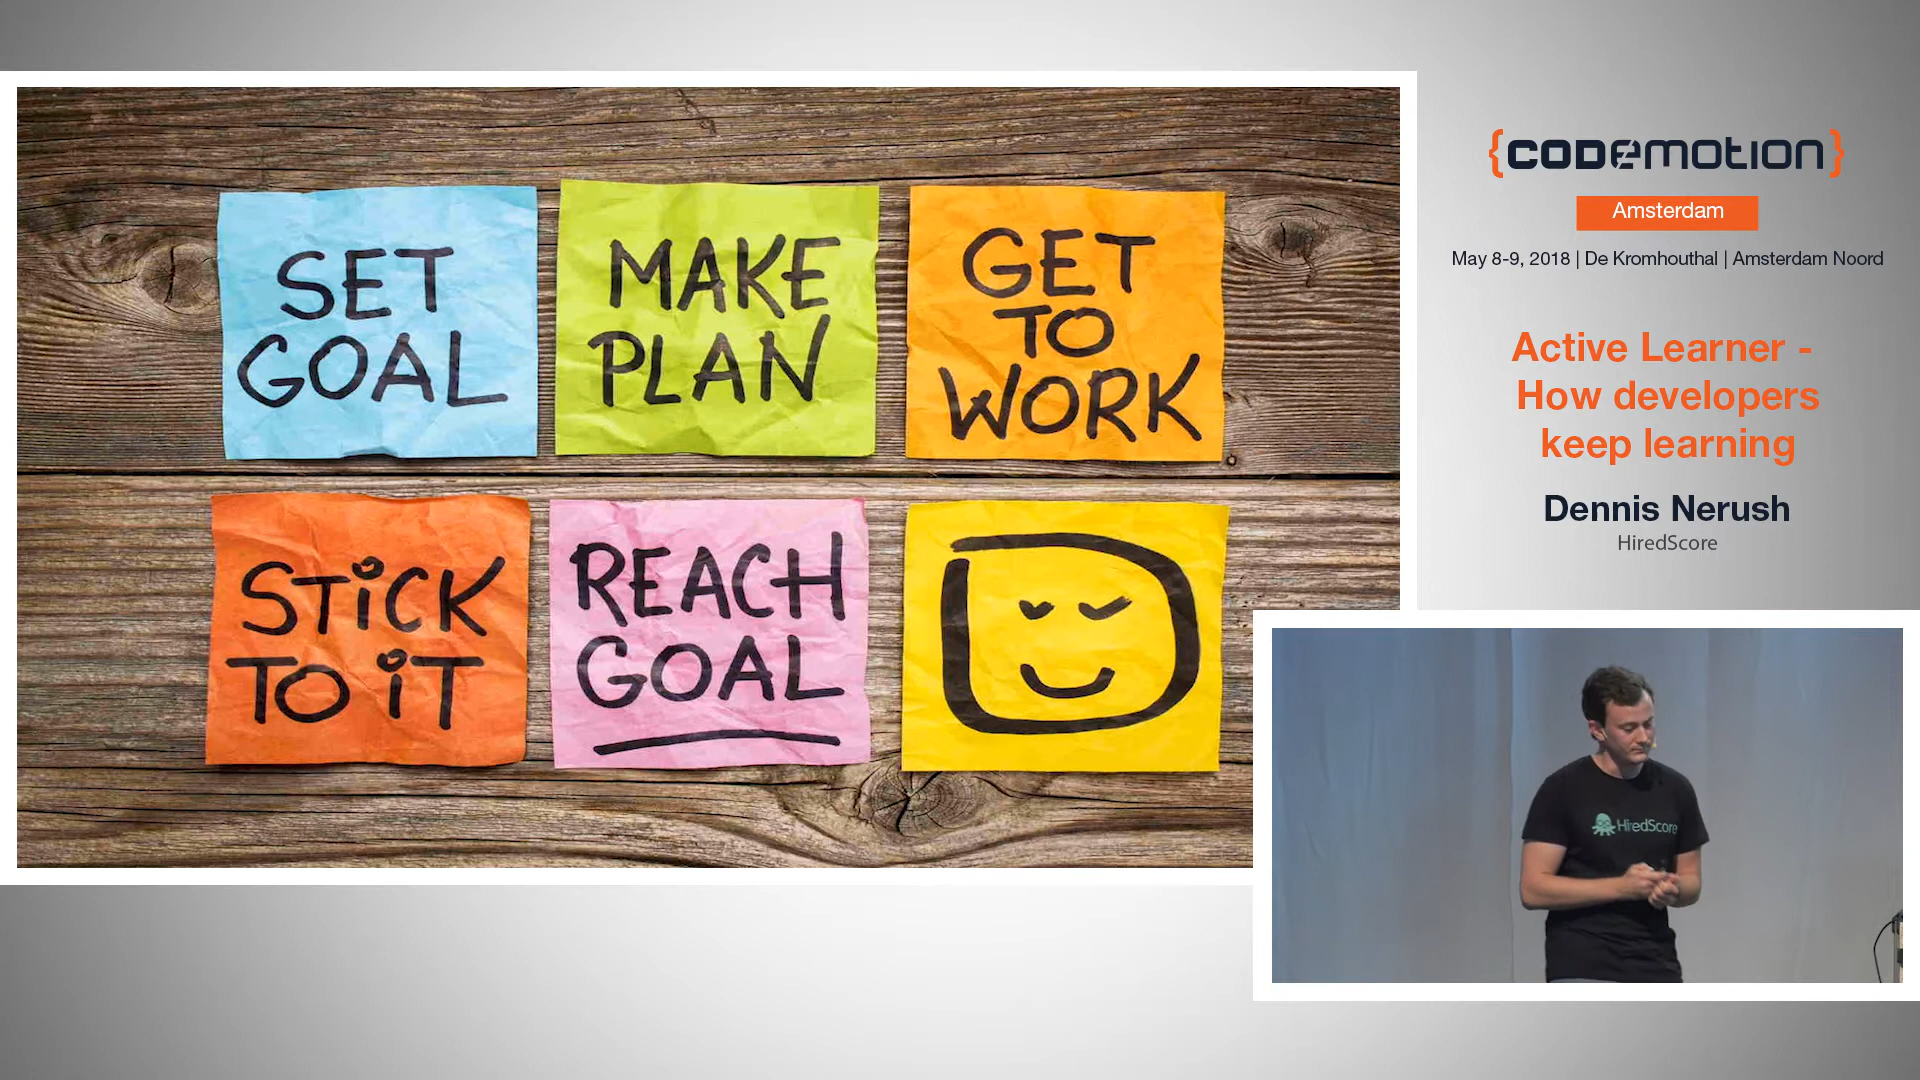 SET
GOAL
MAKE
PLAN
GET
TO
WORK
STiCK
TO iT
REACH
GOAL
{CODEMOTION}
Amsterdam
May 8-9, 2018 | De Kromhouthal | Amsterdam Noord
Active Learner -
How developers
keep learning
Dennis Nerush
HiredScore
HiredScore